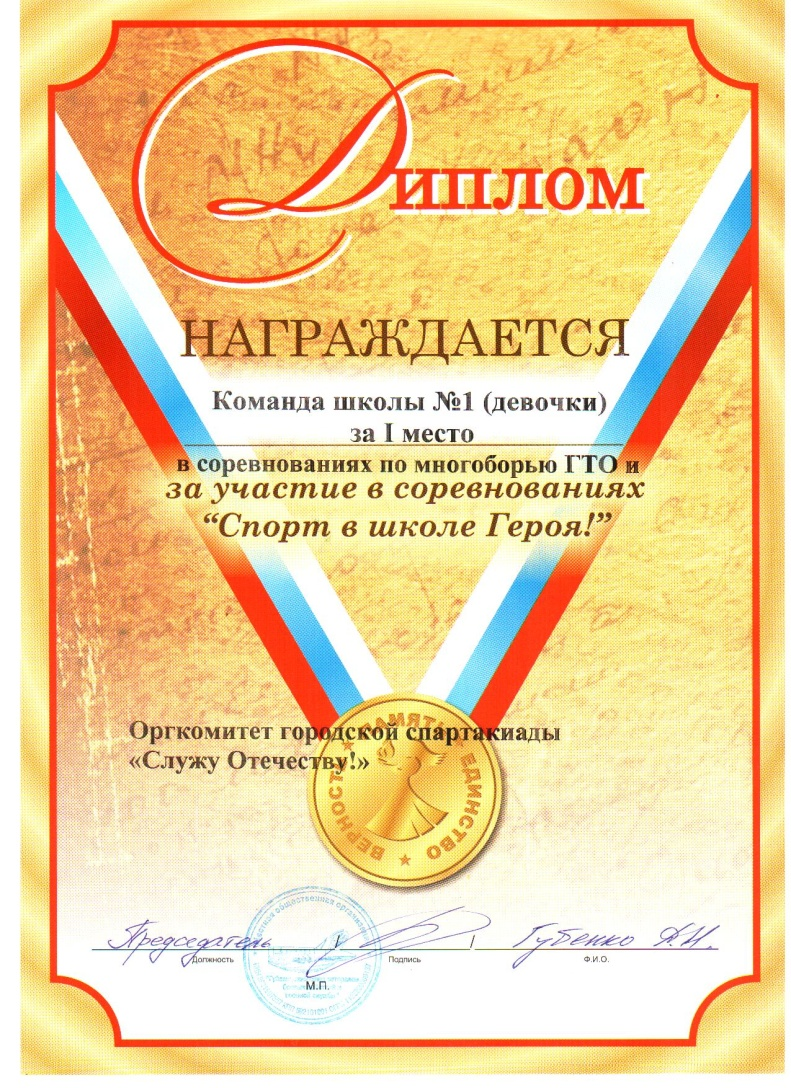 Диплом
НАГРАЖДАЕТСЯ
Команда школы №1 (девочки)
за I место
в соревнованиях по многоборью ГТО и
за участие в соревнованиях
“Спорт в школе Героя!”
Оргкомитет городской спартакиады
«Служу Отечеству!»
ВЕРНОСТЬ ★ ПАМЯТЬ ★ ЕДИНСТВО ★
Председатель / / Губенко
Должность Подпись Ф.И.О.
М.П.
общественная